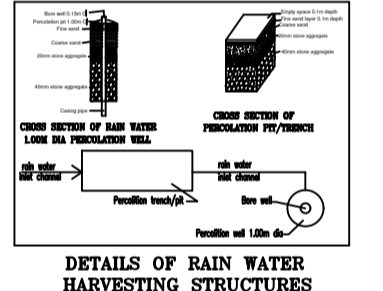 Bore well 0.15m
Percolation pit 1.00m
Fine sand
Coarse sand
20mm stone aggregate
40mm stone aggregate
Casing pipe
CROSS SECTION OF RAIN WATER
1.00M DIA PERCOLATION WELL
Empty space 0.1m depth
Fine sand layer 0.1m depth
Coarse sand
20mm stone aggregate
40mm stone aggregate
CROSS SECTION OF
PERCOLATION PIT/TRENCH
rain water
inlet channel
Percolition trench/pit
rain water
inlet channel
Bore well
Percolition well 1.00m dia
DETAILS OF RAIN WATER
HARVESTING STRUCTURES